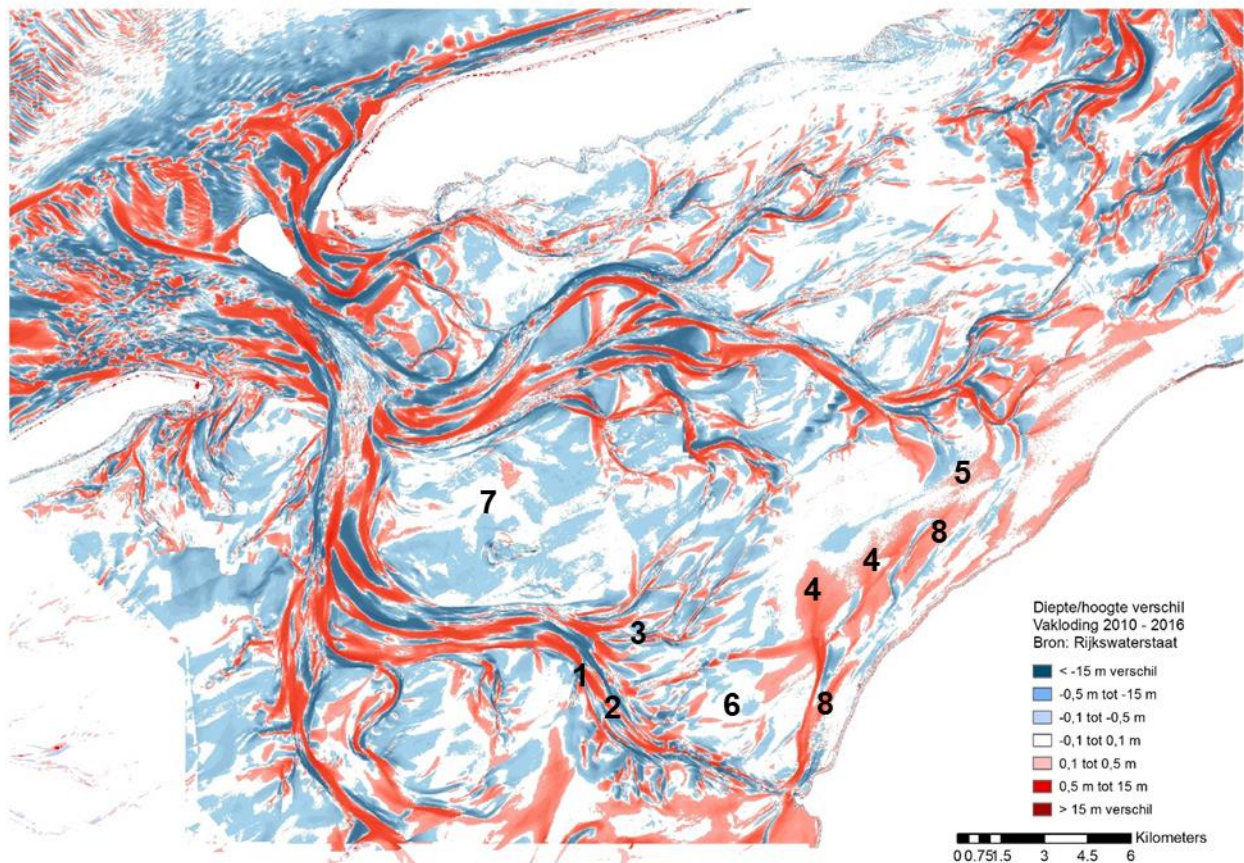 7
5
8
4
4
3
1
2
6
8
Diepte/hoogte verschil
Vakloding 2010 - 2016
Bron: Rijkswaterstaat
< -15 m verschil
-0,5 m tot -15 m
-0,1 tot -0,5 m
-0,1 tot 0,1 m
0,1 tot 0,5 m
0,5 m tot 15 m
> 15 m verschil
Kilometers
0 0.75 1.5 3 4.5 6